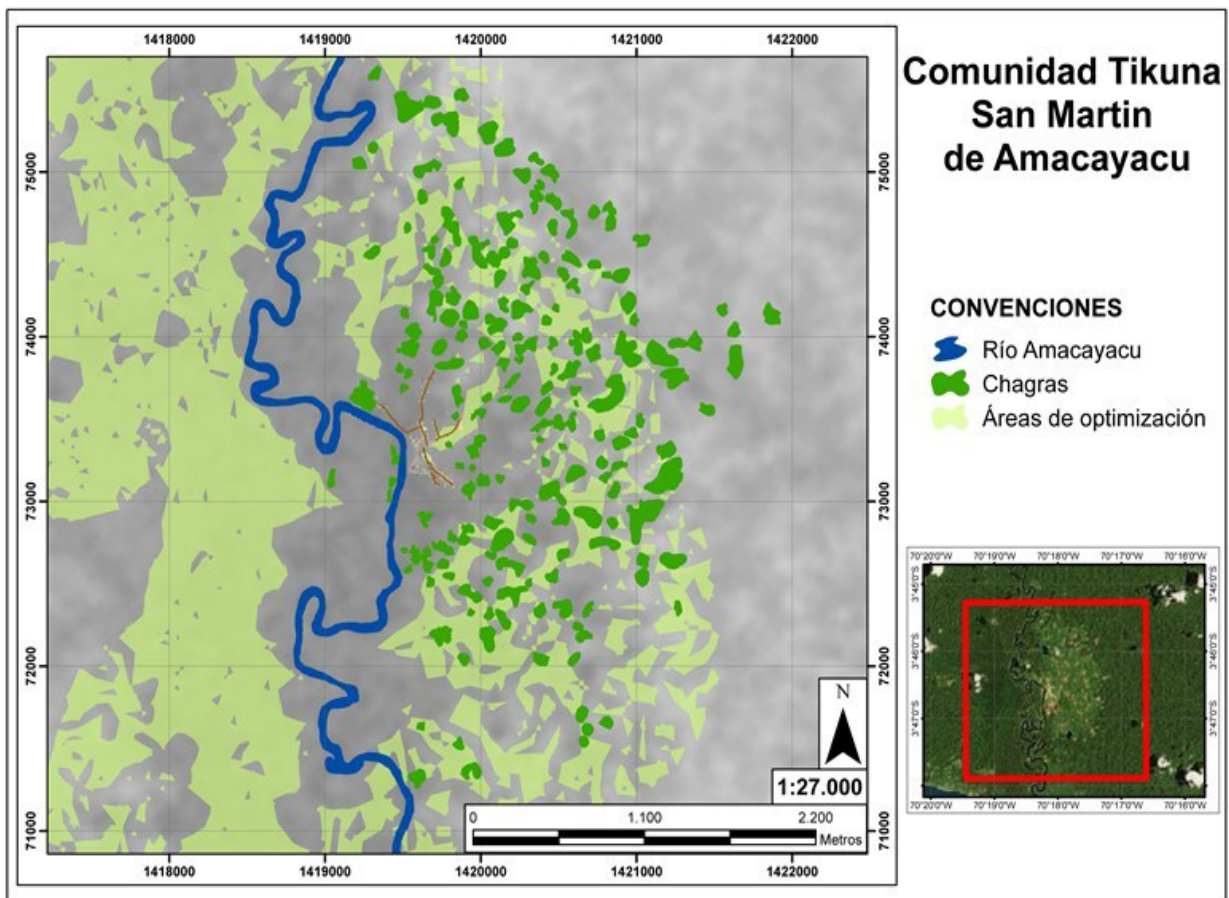 Comunidad Tikuna
San Martin
de Amacayacu
CONVENCIONES
Río Amacayacu
Chagras
Áreas de optimización
1418000 1419000 1420000 1421000 1422000
75000 75000
74000 74000
73000 73000
72000 72000
71000 71000
1418000 1419000 1420000 1421000 1422000
N
1:27.000
0 1.100 2.200
Metros
70°20'0"W 70°19'0"W 70°18'0"W 70°17'0"W 70°16'0"W
3°45'0"S 3°45'0"S
3°46'0"S 3°46'0"S
3°47'0"S 3°47'0"S
70°20'0"W 70°19'0"W 70°18'0"W 70°17'0"W 70°16'0"W